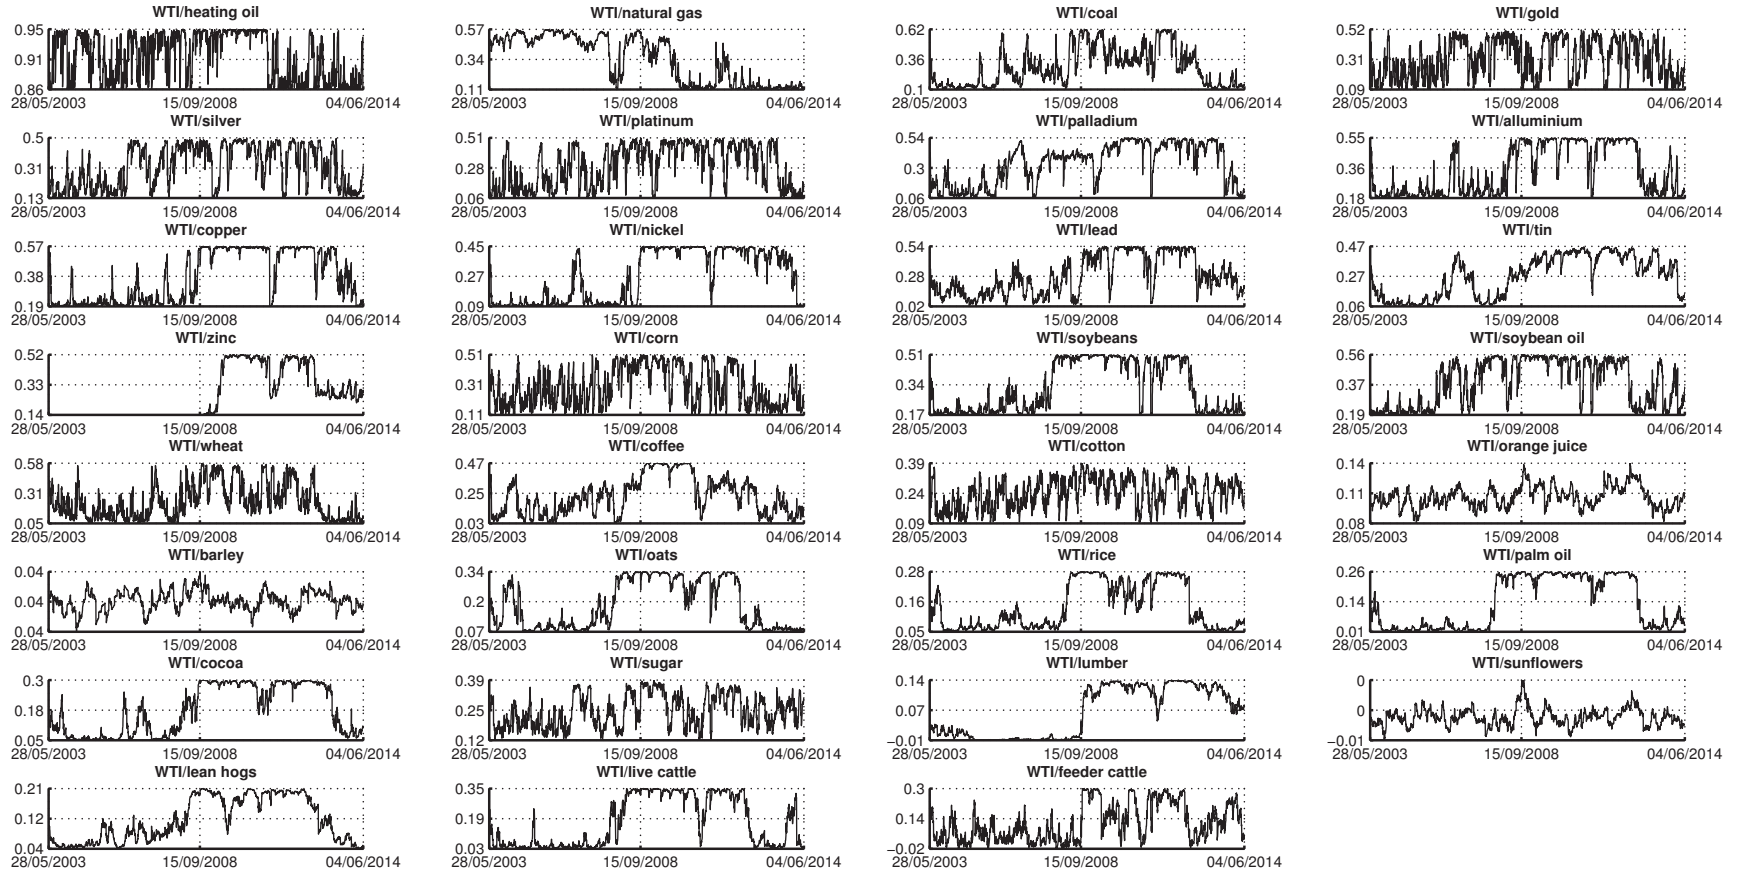 WTI/heating oil WTI/natural gas WTI/coal WTI/gold
0.95 0.57 0.62 0.52
0.91 0.34 0.36 0.31
0.86 0.11 0.1 0.09
28/05/2003 15/09/2008 04/06/2014 28/05/2003 15/09/2008 04/06/2014 28/05/2003 15/09/2008 04/06/2014 28/05/2003 15/09/2008 04/06/2014
WTI/silver WTI/platinum WTI/palladium WTI/alluminium
0.5 0.51 0.54 0.55
0.31 0.28 0.3 0.36
0.13 0.06 0.06 0.18
28/05/2003 15/09/2008 04/06/2014 28/05/2003 15/09/2008 04/06/2014 28/05/2003 15/09/2008 04/06/2014 28/05/2003 15/09/2008 04/06/2014
WTI/copper WTI/nickel WTI/lead WTI/tin
0.57 0.45 0.54 0.47
0.38 0.27 0.28 0.27
0.19 0.09 0.02 0.06
28/05/2003 15/09/2008 04/06/2014 28/05/2003 15/09/2008 04/06/2014 28/05/2003 15/09/2008 04/06/2014 28/05/2003 15/09/2008 04/06/2014
WTI/zinc WTI/corn WTI/soybeans WTI/soybean oil
0.52 0.51 0.51 0.56
0.33 0.31 0.34 0.37
0.14 0.11 0.17 0.19
28/05/2003 15/09/2008 04/06/2014 28/05/2003 15/09/2008 04/06/2014 28/05/2003 15/09/2008 04/06/2014 28/05/2003 15/09/2008 04/06/2014
WTI/wheat WTI/coffee WTI/cotton WTI/orange juice
0.58 0.47 0.39 0.14
0.31 0.25 0.24 0.11
0.05 0.03 0.09 0.08
28/05/2003 15/09/2008 04/06/2014 28/05/2003 15/09/2008 04/06/2014 28/05/2003 15/09/2008 04/06/2014 28/05/2003 15/09/2008 04/06/2014
WTI/barley WTI/oats WTI/rice WTI/palm oil
0.04 0.34 0.28 0.26
0.04 0.2 0.16 0.14
0.04 0.07 0.05 0.01
28/05/2003 15/09/2008 04/06/2014 28/05/2003 15/09/2008 04/06/2014 28/05/2003 15/09/2008 04/06/2014 28/05/2003 15/09/2008 04/06/2014
WTI/cocoa WTI/sugar WTI/lumber WTI/sunflowers
0.3 0.39 0.14 0
0.18 0.25 0.07 0
0.05 0.12 −0.01 −0.01
28/05/2003 15/09/2008 04/06/2014 28/05/2003 15/09/2008 04/06/2014 28/05/2003 15/09/2008 04/06/2014 28/05/2003 15/09/2008 04/06/2014
WTI/lean hogs WTI/live cattle WTI/feeder cattle
0.21 0.35 0.3
0.12 0.19 0.14
0.04 0.03 −0.02
28/05/2003 15/09/2008 04/06/2014 28/05/2003 15/09/2008 04/06/2014 28/05/2003 15/09/2008 04/06/2014